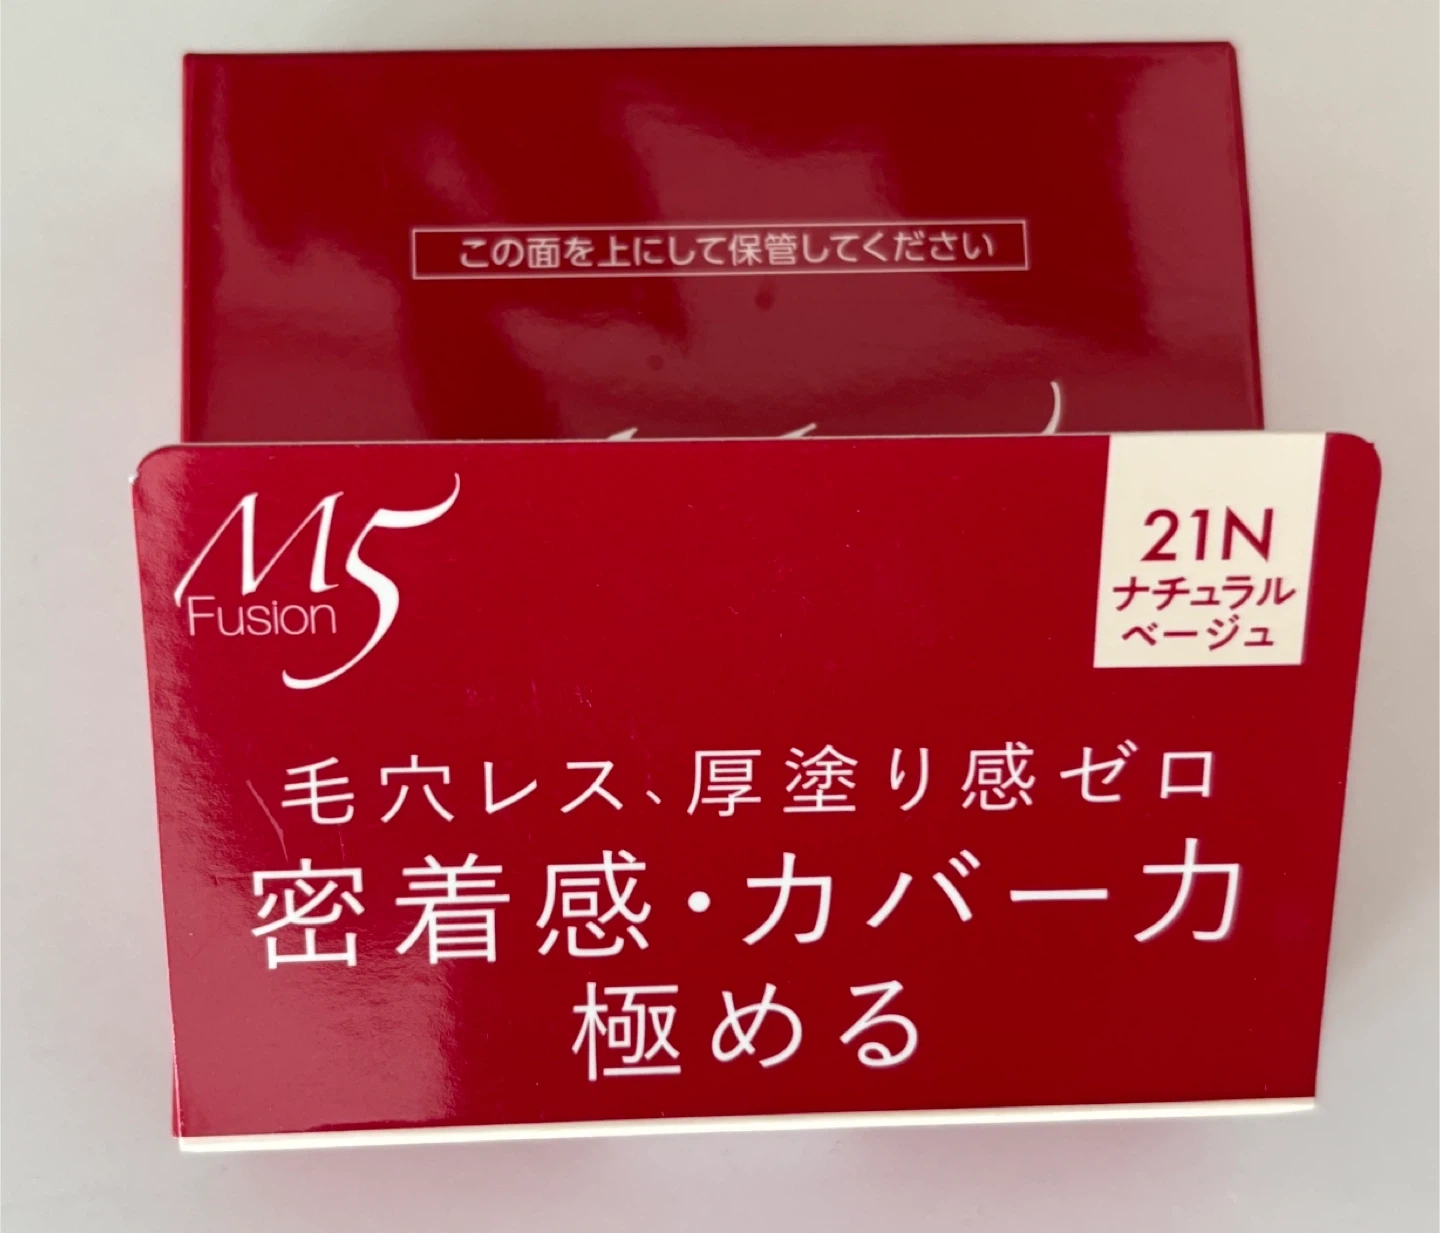 この面を上にして保管してください
M5
Fusion
21N
ナチュラル
ベージュ
毛穴レス、厚塗り感ゼロ
密着感・カバー力
極める